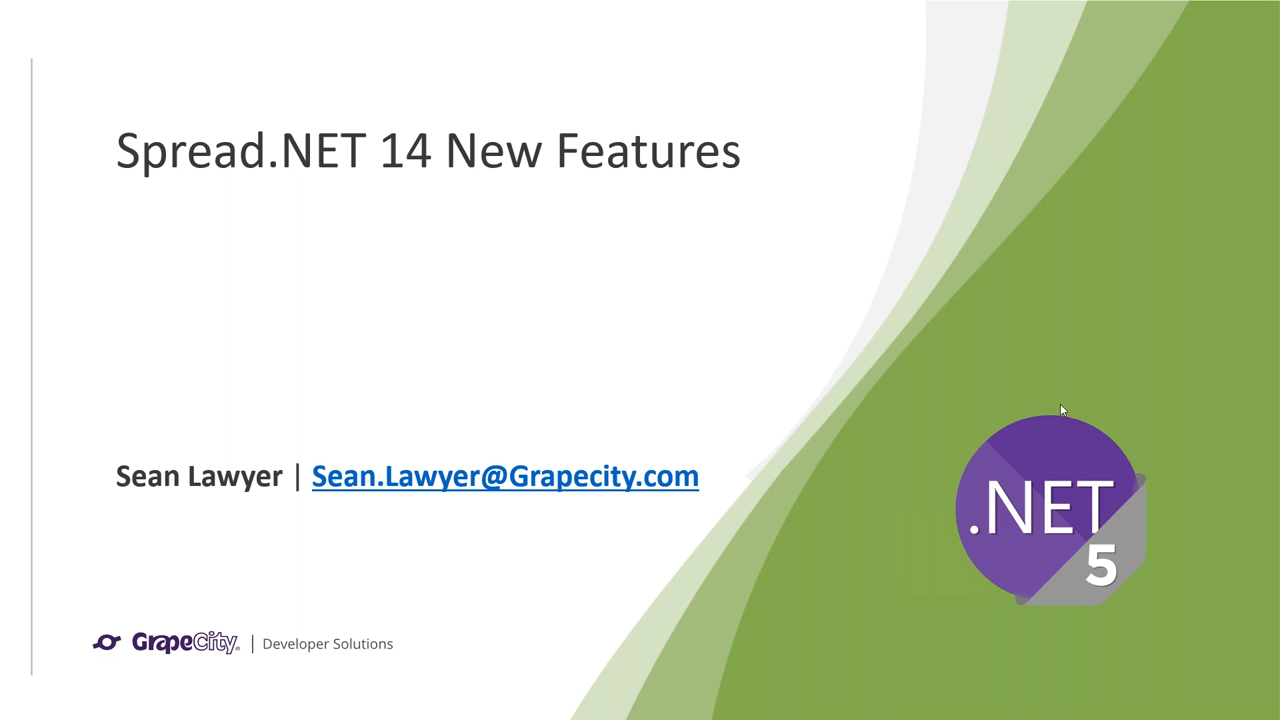 Spread.NET 14 New Features
Sean Lawyer | Sean.Lawyer@Grapecity.com
.NET
5
GrapeCity® | Developer Solutions